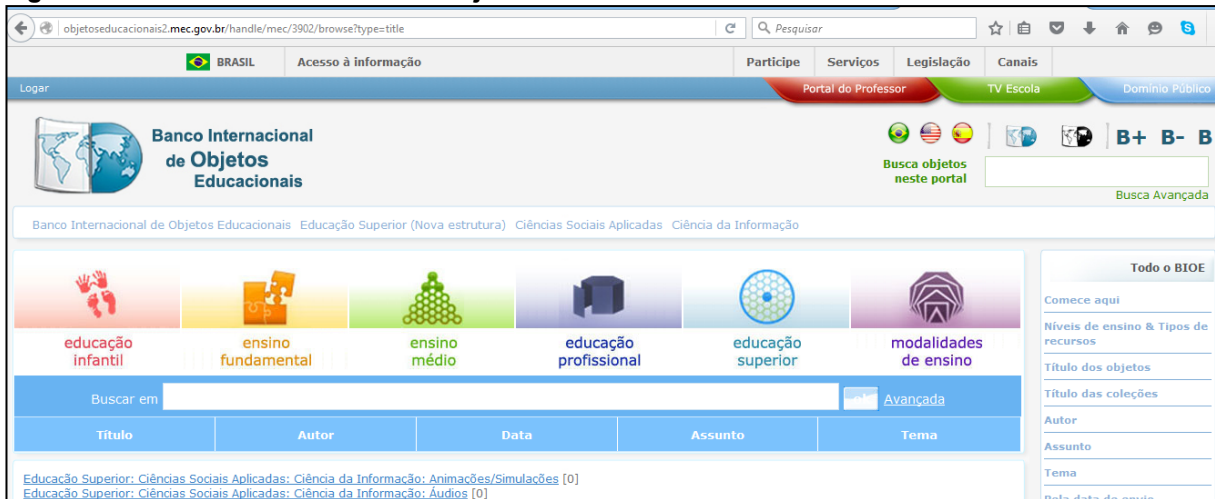 objetoseducacionais2.mec.gov.br/handle/mec/3902/browse?type=title
Pesquisar
BRASIL Acesso à informação Participe Serviços Legislação Canais
Logar Portal do Professor TV Escola Domínio Público
Banco Internacional
de Objetos
Educacionais
B+ B- B
Busca objetos
neste portal
Busca Avançada
Banco Internacional de Objetos Educacionais Educação Superior (Nova estrutura) Ciências Sociais Aplicadas Ciência da Informação
educação
infantil
ensino
fundamental
ensino
médio
educação
profissional
educação
superior
modalidades
de ensino
Buscar em Avançada
Título Autor Data Assunto Tema
Educação Superior: Ciências Sociais Aplicadas: Ciência da Informação: Animações/Simulações [0]
Educação Superior: Ciências Sociais Aplicadas: Ciência da Informação: Áudios [0]
Todo o BIOE
Comece aqui
Níveis de ensino & Tipos de
recursos
Título dos objetos
Título das coleções
Autor
Assunto
Tema
Pela data de envio